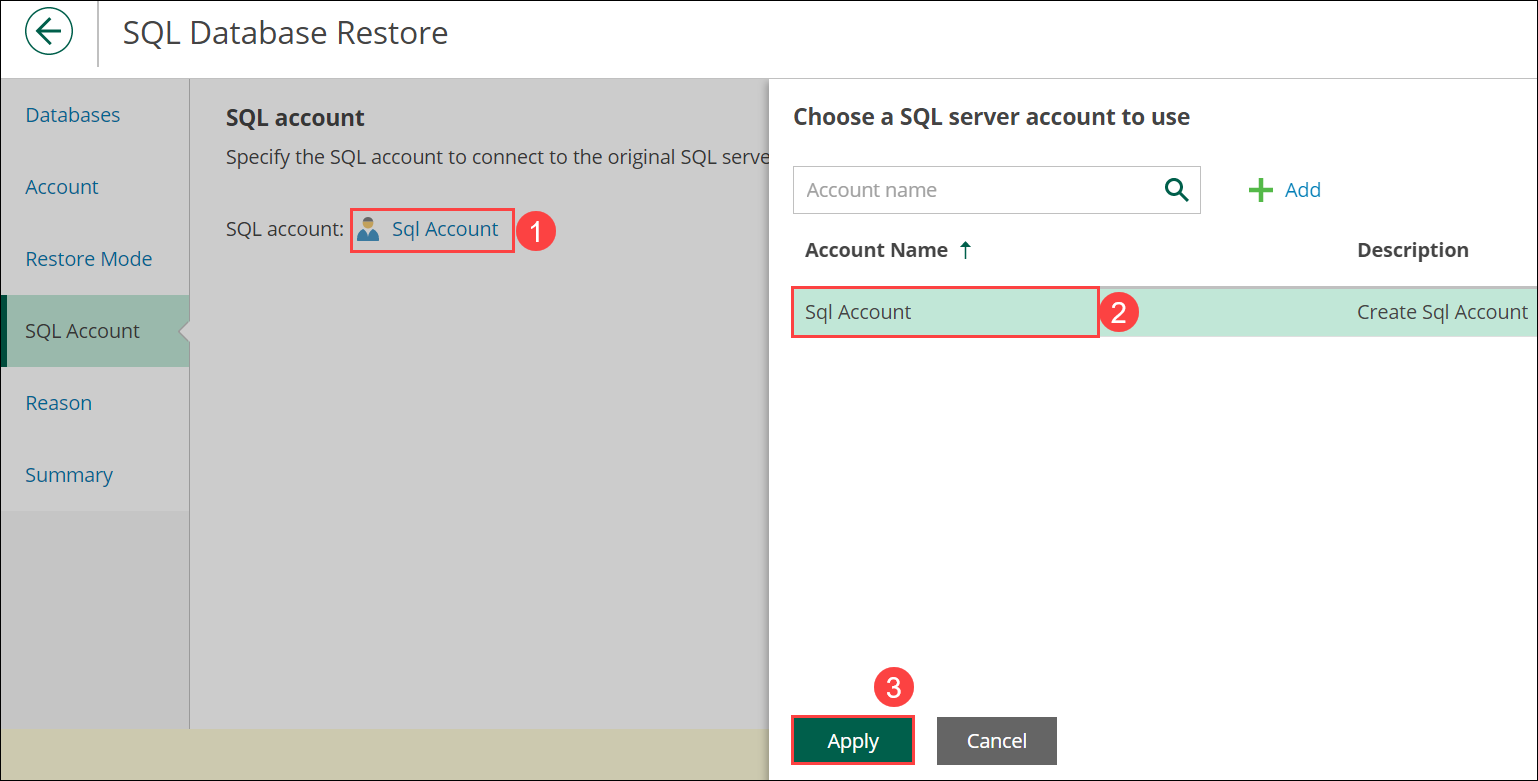 SQL Database Restore
Databases
Account
Restore Mode
SQL Account
Reason
Summary
SQL account
Specify the SQL account to connect to the original SQL serve
SQL account: Sql Account 1
Choose a SQL server account to use
Account name
Add
Account Name ↑ Description
Sql Account 2 Create Sql Account
3
Apply Cancel